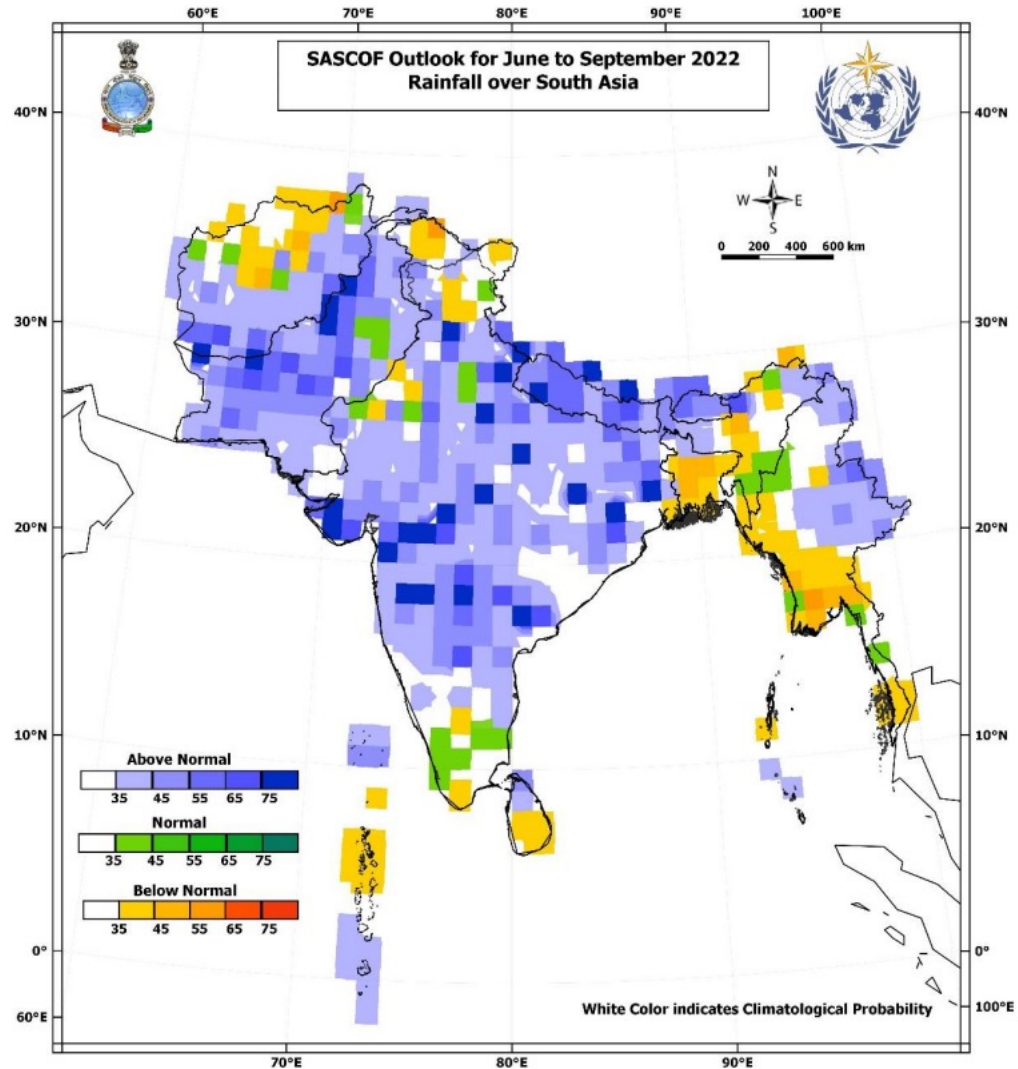 60°E 70°E 80°E 90°E 100°E
SASCOF Outlook for June to September 2022
Rainfall over South Asia
40°N 40°N
N
W E
S
0 200 400 600 km
30°N 30°N
20°N 20°N
10°N 10°N
Above Normal
35 45 55 65 75
Normal
35 45 55 65 75
Below Normal
35 45 55 65 75
0° 0°
White Color indicates Climatological Probability
100°E
60°E
70°E 80°E 90°E